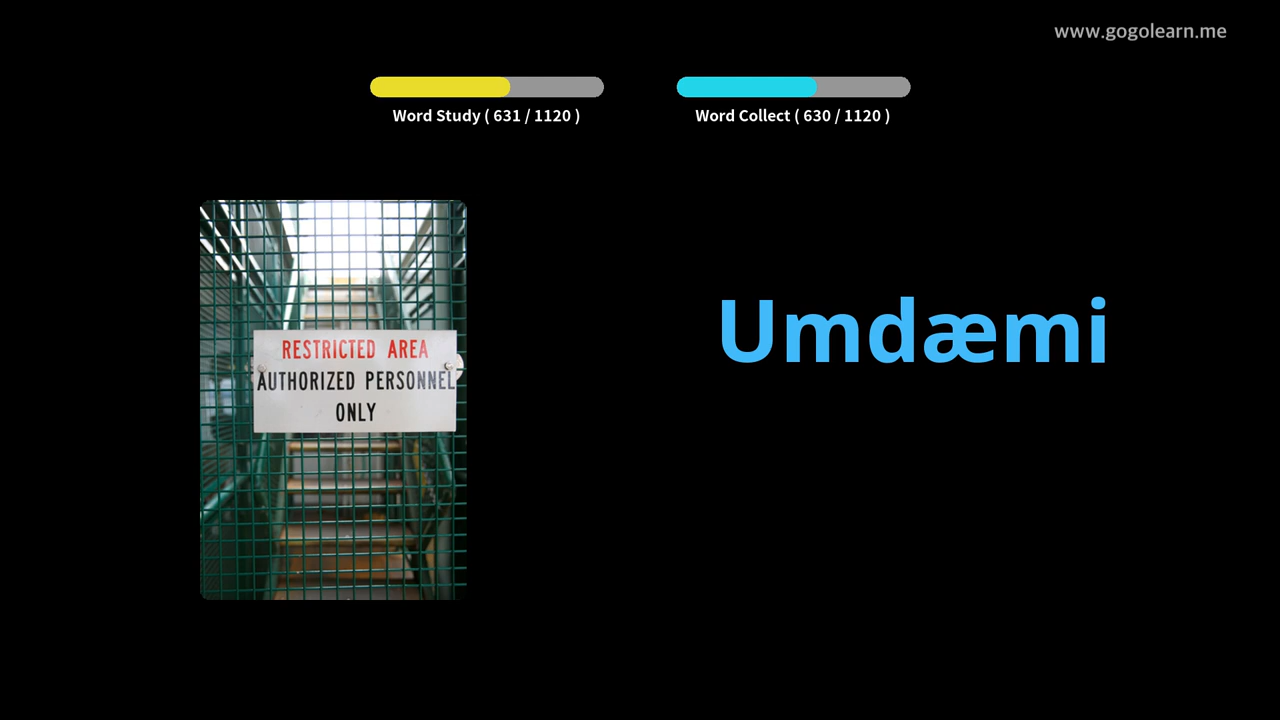 www.gogolearn.me
Word Study ( 631 / 1120 )
Word Collect ( 630 / 1120 )
RESTRICTED AREA
AUTHORIZED PERSONNEL
ONLY
Umdæmi